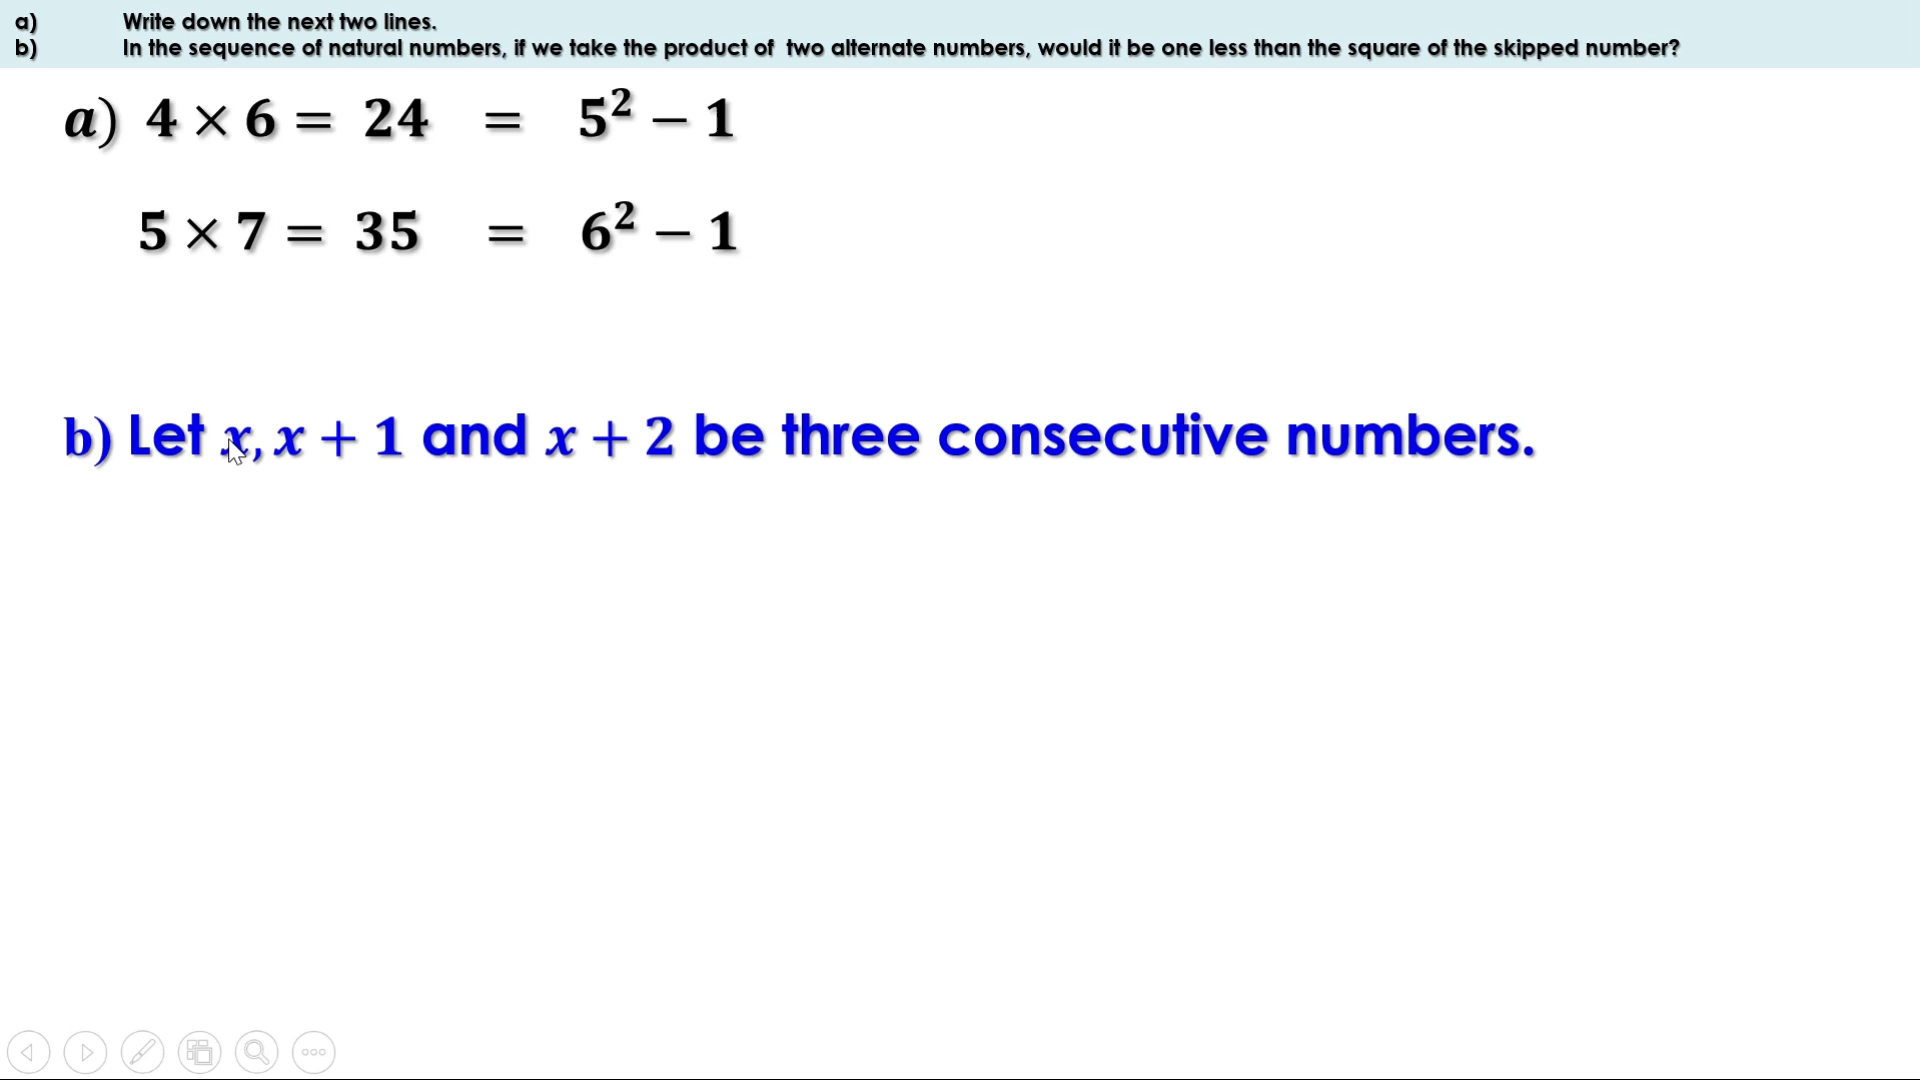 a) Write down the next two lines.
b) In the sequence of natural numbers, if we take the product of two alternate numbers, would it be one less than the square of the skipped number?
a) 4 × 6 = 24 = 5² − 1
5 × 7 = 35 = 6² − 1
b) Let x, x + 1 and x + 2 be three consecutive numbers.